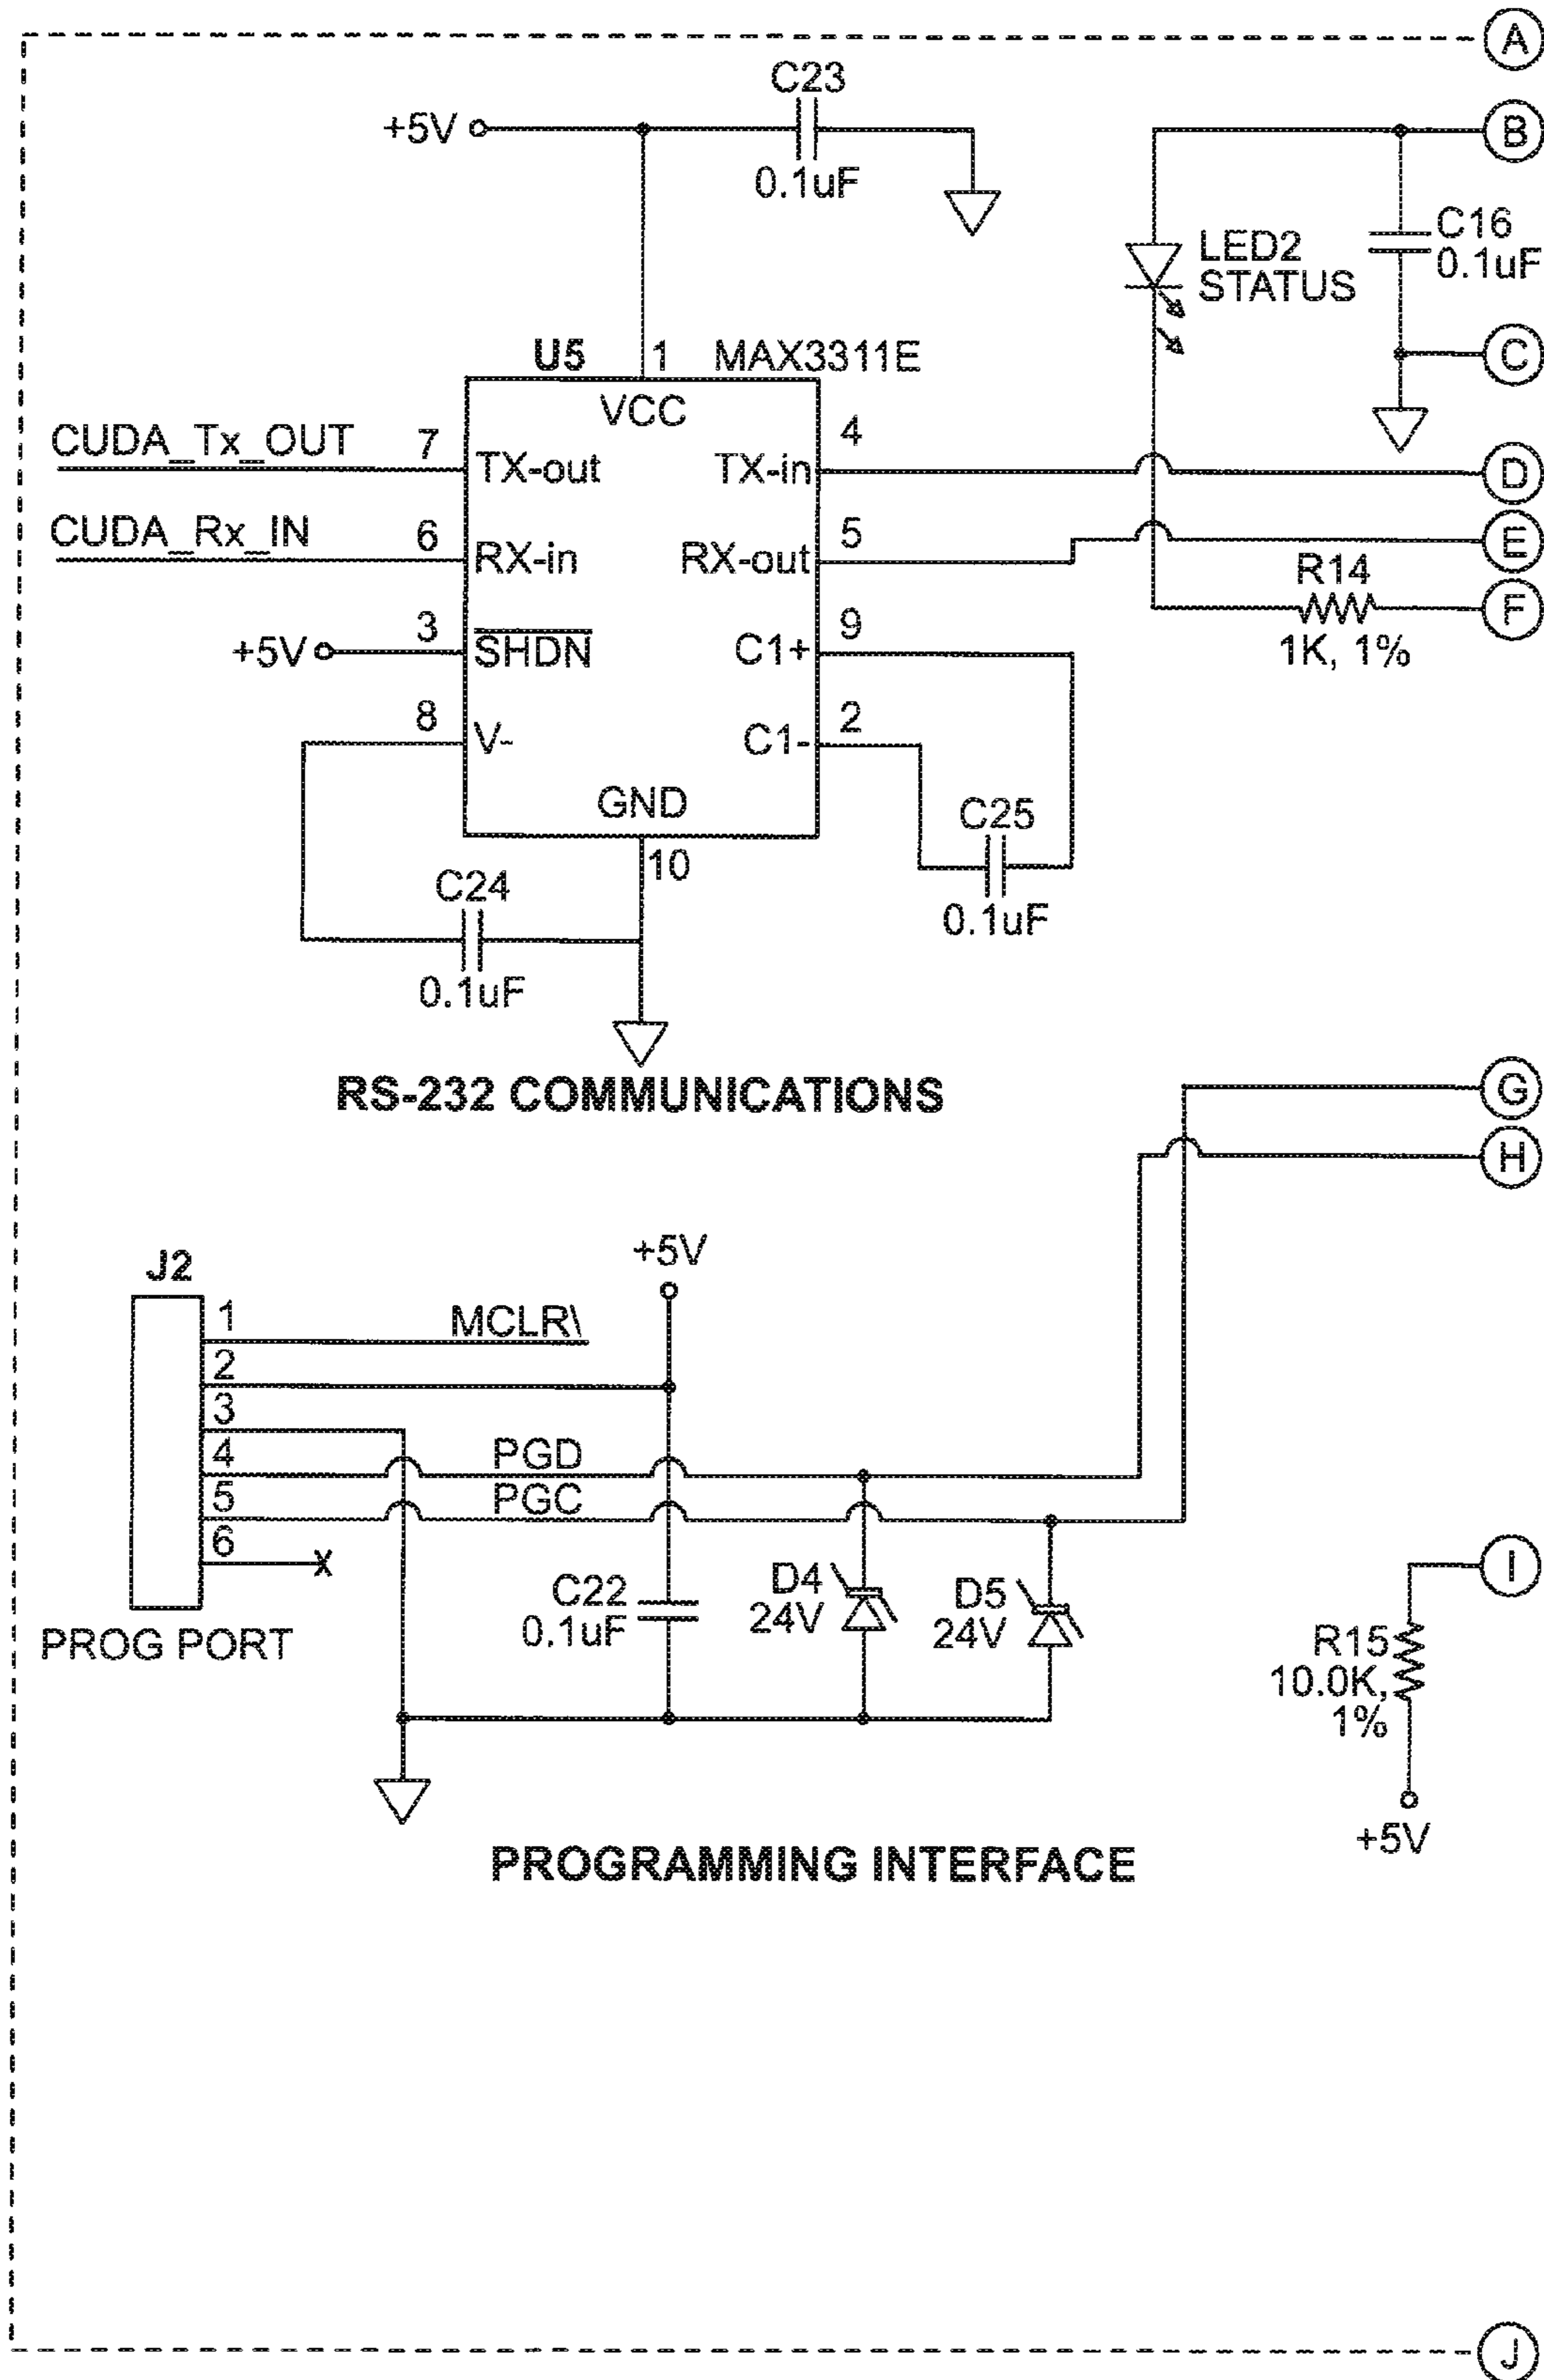 A
C23
+5V
0.1uF
B
LED2
STATUS
C16
0.1uF
C
U5 1 MAX3311E
VCC
CUDA_Tx_OUT 7 TX-out TX-in 4
D
CUDA_Rx_IN 6 RX-in RX-out 5
E
R14
1K, 1%
F
+5V 3 SHDN C1+ 9
8 V- C1- 2
GND
10
C25
0.1uF
C24
0.1uF
RS-232 COMMUNICATIONS
G
H
J2
+5V
1 MCLR\
2
3
4 PGD
5 PGC
6 X
PROG PORT
C22
0.1uF
D4
24V
D5
24V
I
R15
10.0K,
1%
+5V
PROGRAMMING INTERFACE
J